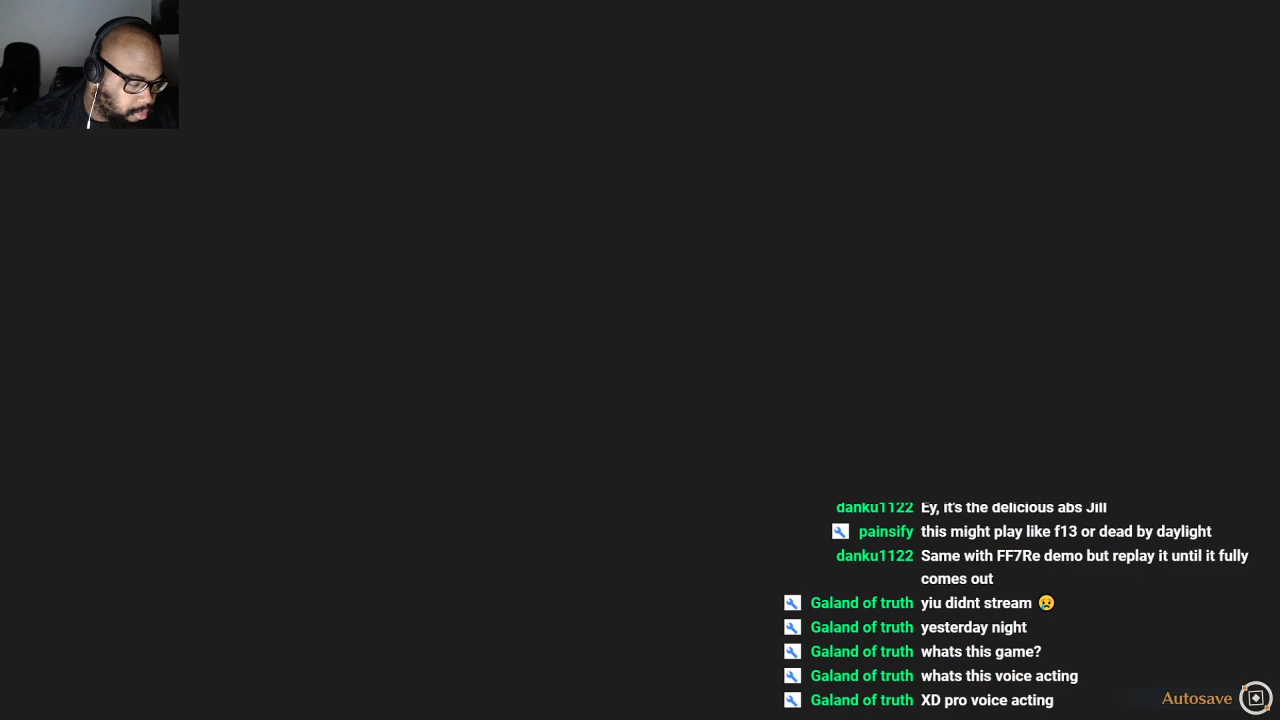 danku1122 Ey, it's the delicious abs Jill
painsify this might play like f13 or dead by daylight
danku1122 Same with FF7Re demo but replay it until it fully
comes out
Galand of truth yiu didnt stream 😢
Galand of truth yesterday night
Galand of truth whats this game?
Galand of truth whats this voice acting
Galand of truth XD pro voice acting
Autosave